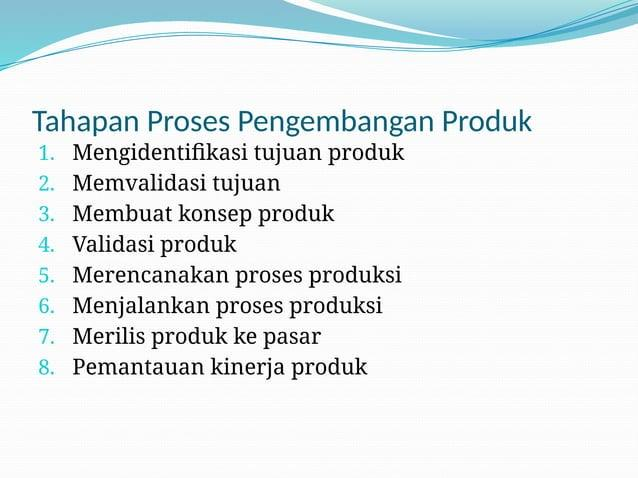 Tahapan Proses Pengembangan Produk
1. Mengidentifikasi tujuan produk
2. Memvalidasi tujuan
3. Membuat konsep produk
4. Validasi produk
5. Merencanakan proses produksi
6. Menjalankan proses produksi
7. Merilis produk ke pasar
8. Pemantauan kinerja produk